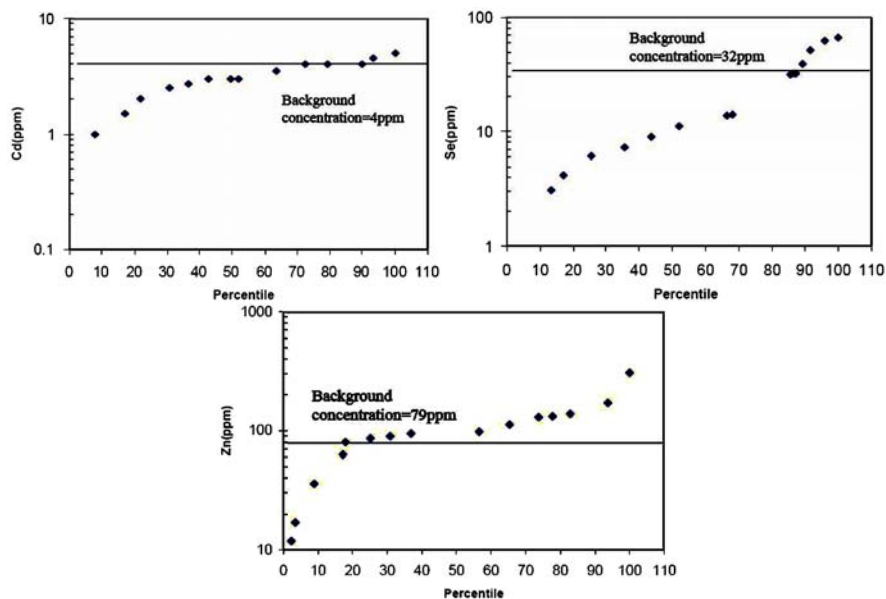 10
1
0.1
Cd(ppm)
Background
concentration=4ppm
0 10 20 30 40 50 60 70 80 90 100 110
Percentile
100
10
1
Se(ppm)
Background
concentration=32ppm
0 10 20 30 40 50 60 70 80 90 100 110
Percentile
1000
100
10
Zn(ppm)
Background
concentration=79ppm
0 10 20 30 40 50 60 70 80 90 100 110
Percentile